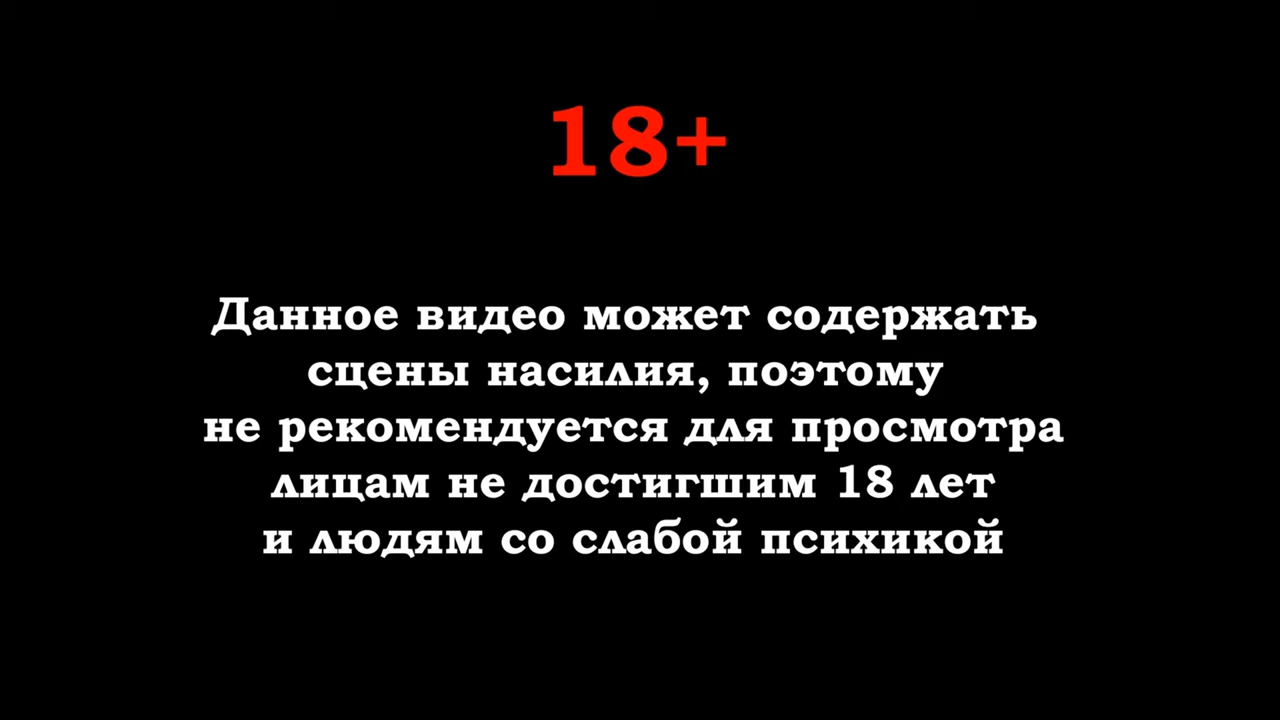 18+
Данное видео может содержать
сцены насилия, поэтому
не рекомендуется для просмотра
лицам не достигшим 18 лет
и людям со слабой психикой